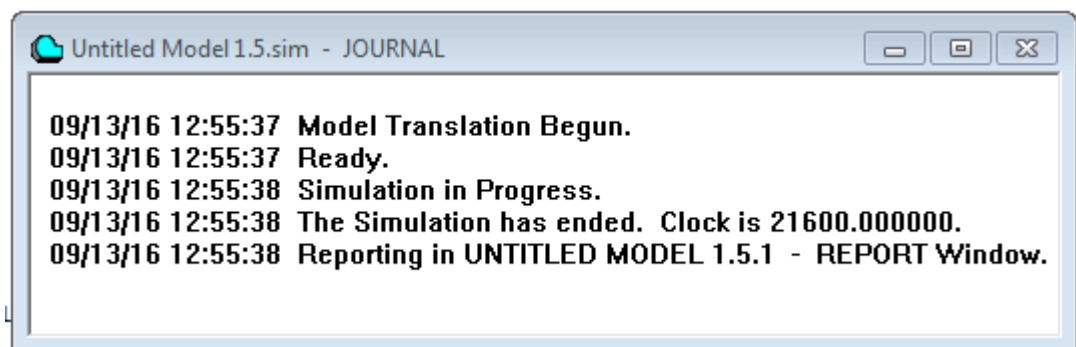 Untitled Model 1.5.sim - JOURNAL
09/13/16 12:55:37 Model Translation Begun.
09/13/16 12:55:37 Ready.
09/13/16 12:55:38 Simulation in Progress.
09/13/16 12:55:38 The Simulation has ended. Clock is 21600.000000.
09/13/16 12:55:38 Reporting in UNTITLED MODEL 1.5.1 - REPORT Window.